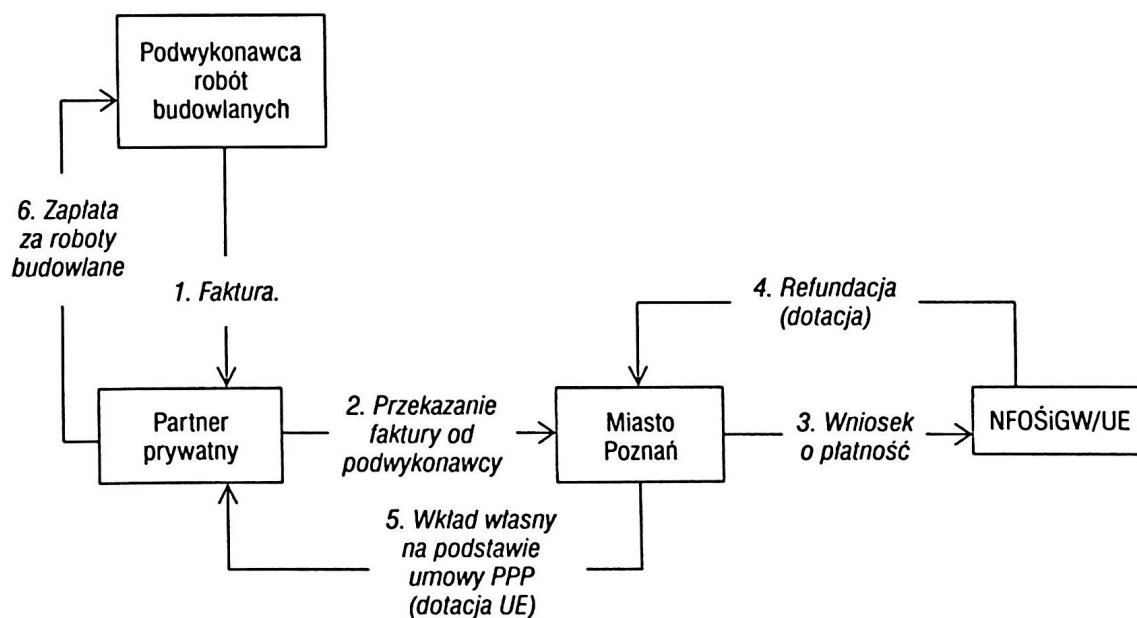 Podwykonawca
robót
budowlanych
6. Zapłata
za roboty
budowlane
1. Faktura.
4. Refundacja
(dotacja)
Partner
prywatny
2. Przekazanie
faktury od
podwykonawcy
Miasto
Poznań
3. Wniosek
o płatność
NFOŚiGW/UE
5. Wkład własny
na podstawie
umowy PPP
(dotacja UE)